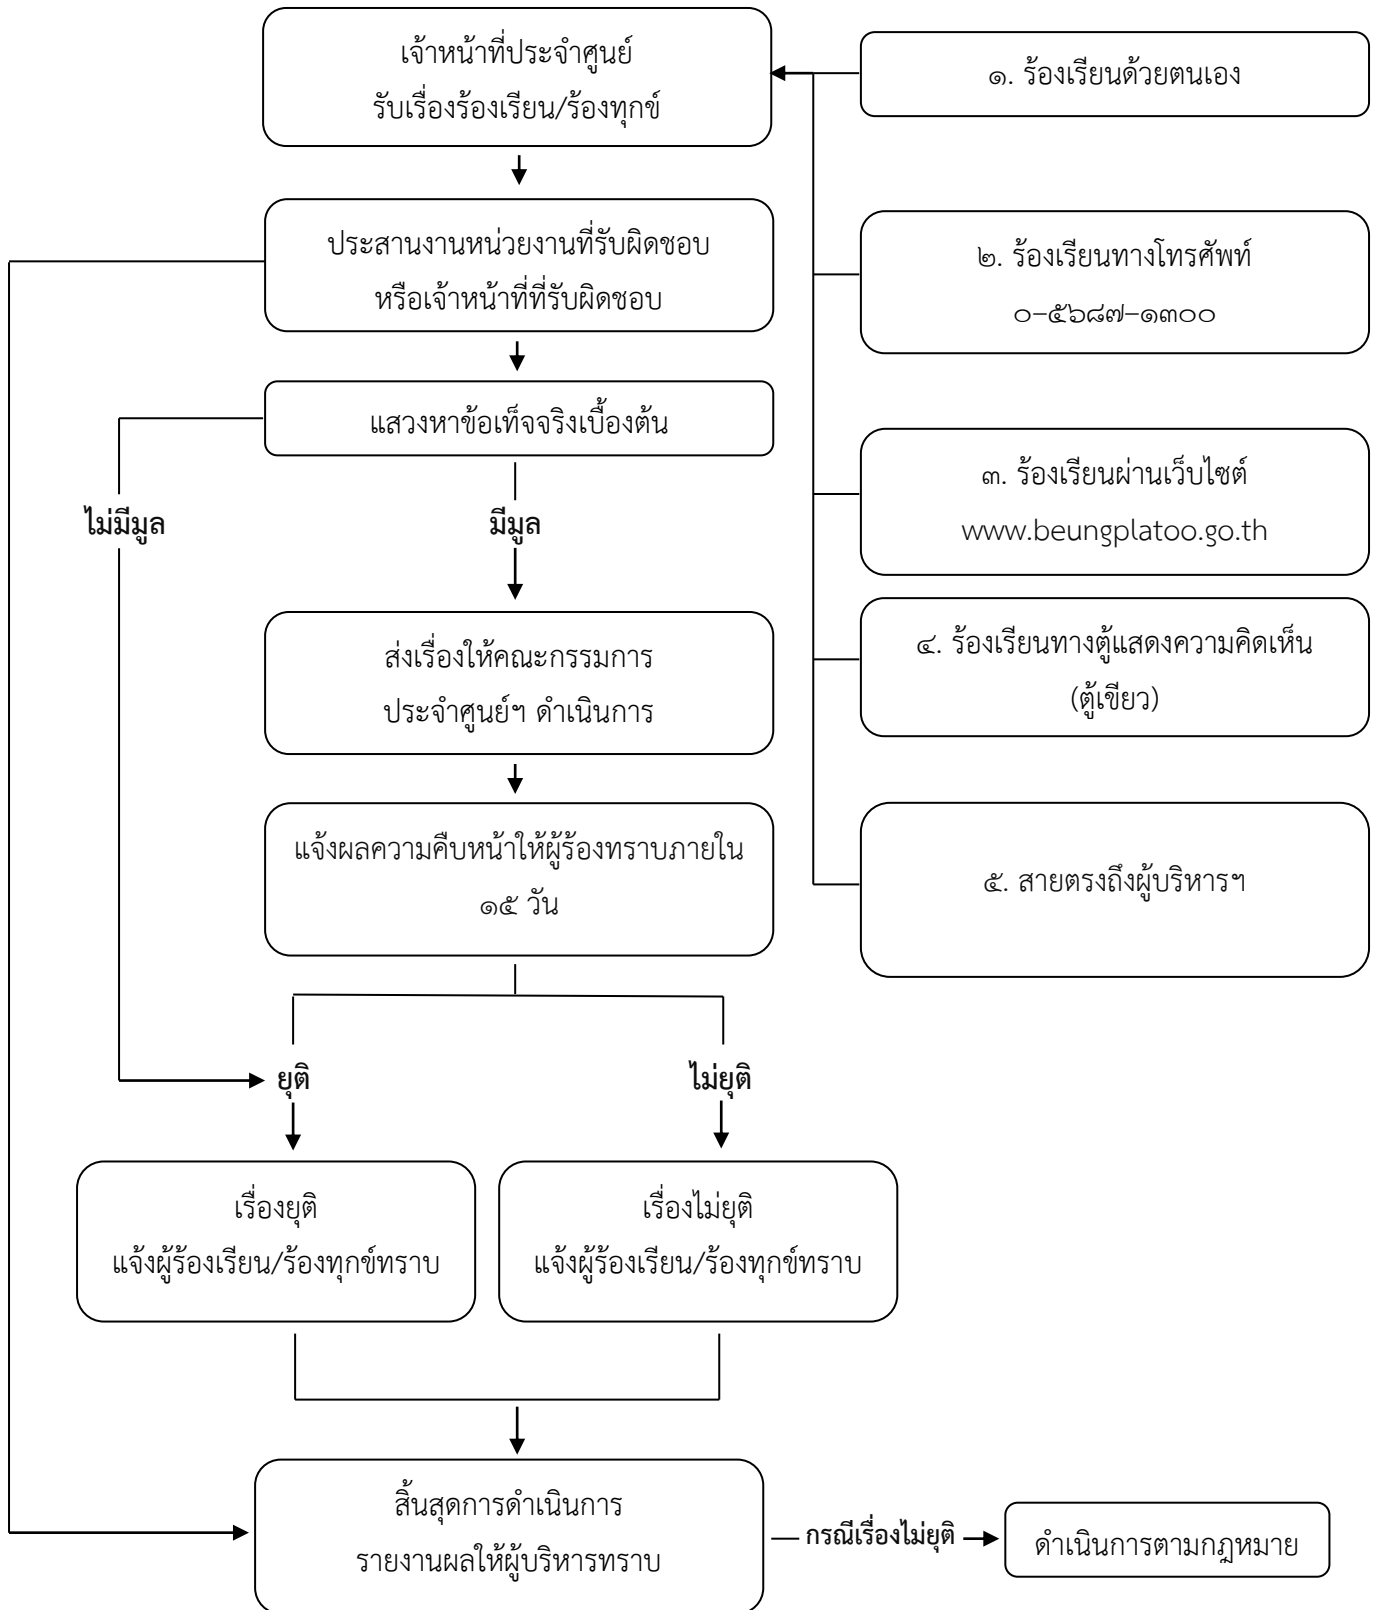 เจ้าหน้าที่ประจำศูนย์
รับเรื่องร้องเรียน/ร้องทุกข์
๑. ร้องเรียนด้วยตนเอง
ประสานงานหน่วยงานที่รับผิดชอบ
หรือเจ้าหน้าที่ที่รับผิดชอบ
๒. ร้องเรียนทางโทรศัพท์
๐-๕๖๘๗-๑๓๐๐
แสวงหาข้อเท็จจริงเบื้องต้น
๓. ร้องเรียนผ่านเว็บไซต์
www.beungplatoo.go.th
ไม่มีมูล
มีมูล
ส่งเรื่องให้คณะกรรมการ
ประจำศูนย์ฯ ดำเนินการ
๔. ร้องเรียนทางตู้แสดงความคิดเห็น
(ตู้เขียว)
แจ้งผลความคืบหน้าให้ผู้ร้องทราบภายใน
๑๕ วัน
๕. สายตรงถึงผู้บริหารฯ
ยุติ
ไม่ยุติ
เรื่องยุติ
แจ้งผู้ร้องเรียน/ร้องทุกข์ทราบ
เรื่องไม่ยุติ
แจ้งผู้ร้องเรียน/ร้องทุกข์ทราบ
สิ้นสุดการดำเนินการ
รายงานผลให้ผู้บริหารทราบ
กรณีเรื่องไม่ยุติ
ดำเนินการตามกฎหมาย